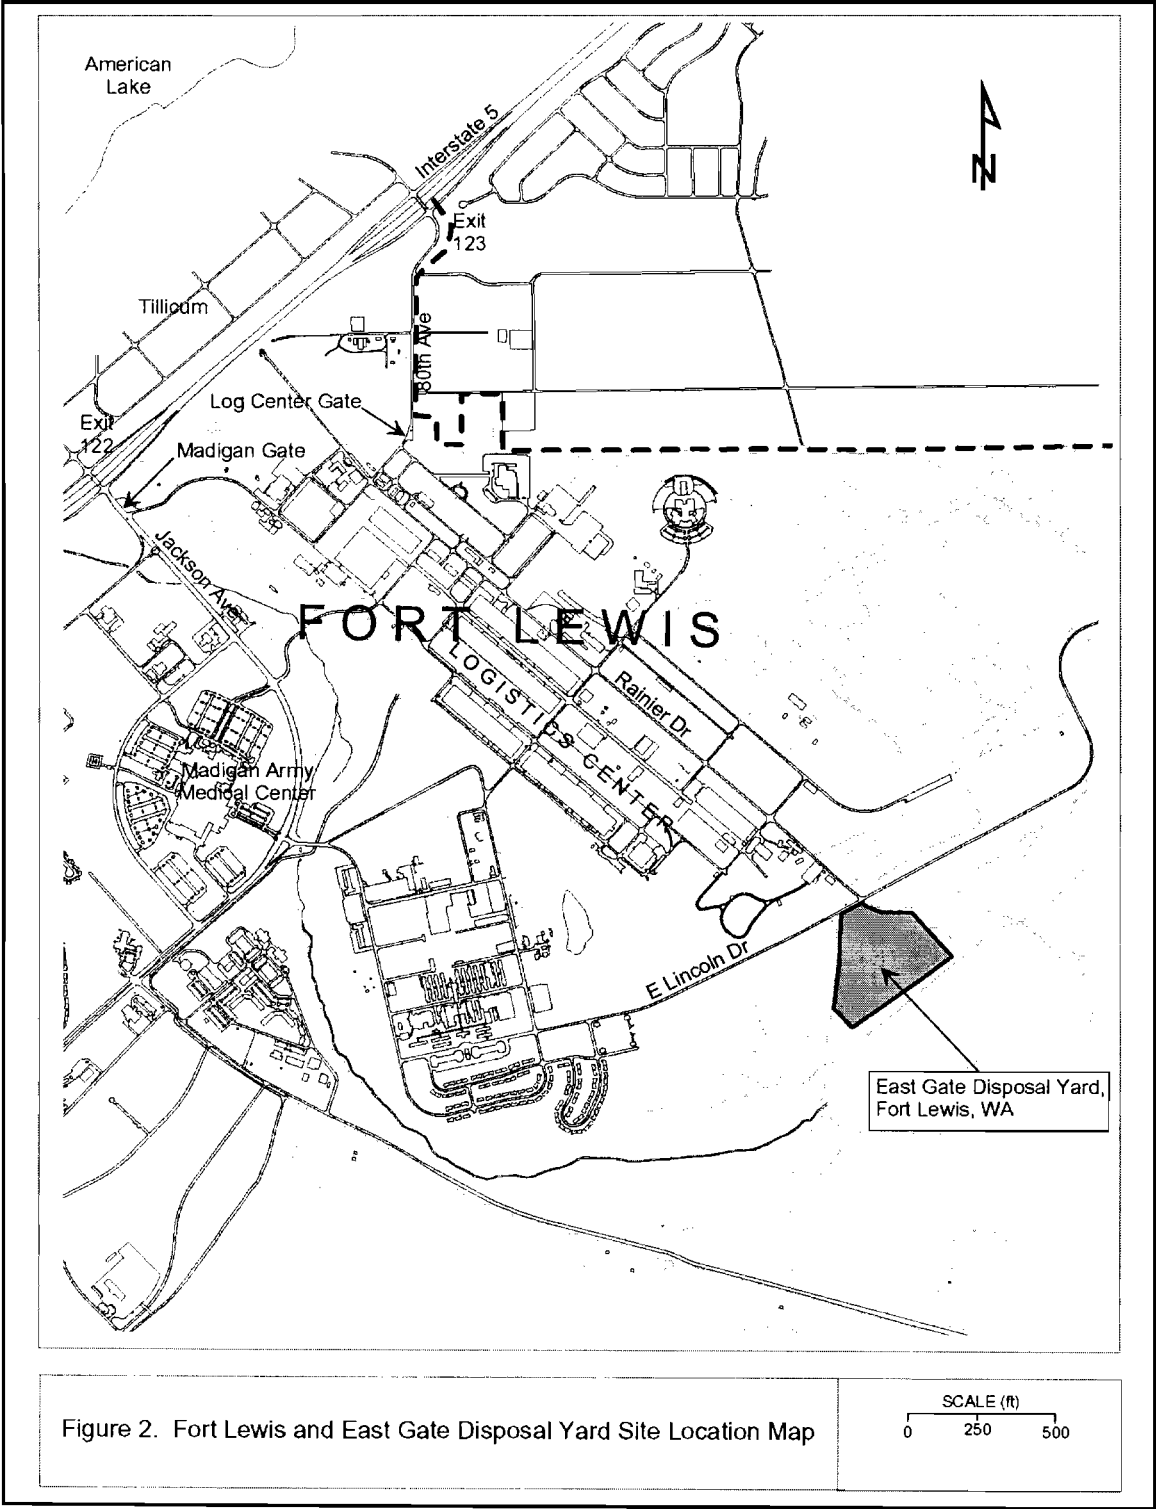 American
Lake
Interstate 5
N
Exit
123
Tillicum
80th Ave
Log Center Gate
Exit
122
Madigan Gate
Jackson Ave
FORT LEWIS
LOGISTICS CENTER
Rainier Dr
Madigan Army
Medical Center
E Lincoln Dr
East Gate Disposal Yard,
Fort Lewis, WA
Figure 2. Fort Lewis and East Gate Disposal Yard Site Location Map
SCALE (ft)
0 250 500